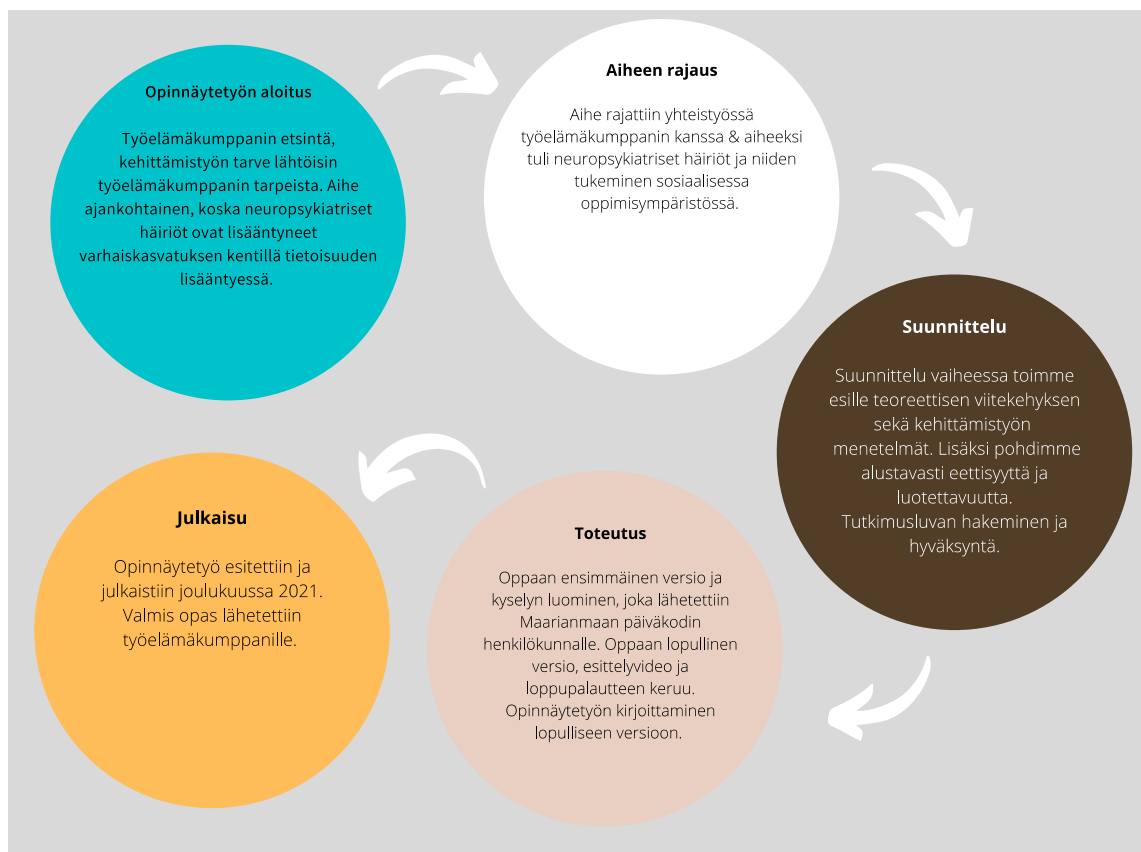 Opinnäytetyön aloitus
Työelämäkumppanin etsintä,
kehittämistyön tarve lähtöisin
työelämäkumppanin tarpeista. Aihe
ajankohtainen, koska neuropsykiatriset
häiriöt ovat lisääntyneet
varhaiskasvatuksen kentillä tietoisuuden
lisääntyessä.
Aiheen rajaus
Aihe rajattiin yhteistyössä
työelämäkumppanin kanssa & aiheeksi
tuli neuropsykiatriset häiriöt ja niiden
tukeminen sosiaalisessa
oppimisympäristössä.
Suunnittelu
Suunnittelu vaiheessa toimme
esille teoreettisen viitekehyksen
sekä kehittämistyön
menetelmät. Lisäksi pohdimme
alustavasti eettisyyttä ja
luotettavuutta.
Tutkimusluvan hakeminen ja
hyväksyntä.
Toteutus
Oppaan ensimmäinen versio ja
kyselyn luominen, joka lähetettiin
Maarianmaan päiväkodin
henkilökunnalle. Oppaan lopullinen
versio, esittelyvideo ja
loppupalautteen keruu.
Opinnäytetyön kirjoittaminen
lopulliseen versioon.
Julkaisu
Opinnäytetyö esitettiin ja
julkaistiin joulukuussa 2021.
Valmis opas lähetettiin
työelämäkumppanille.